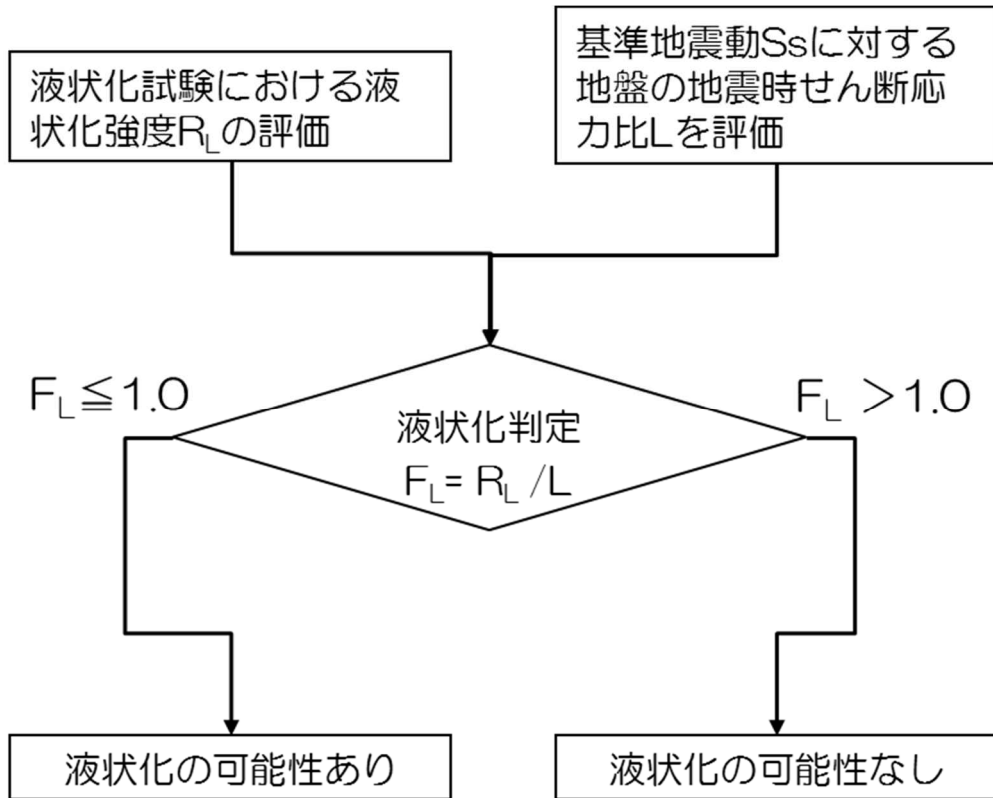 液状化試験における液
状化強度RLの評価
基準地震動Ssに対する
地盤の地震時せん断応
力比Lを評価
FL≦1.0
FL >1.0
液状化判定
FL= RL /L
液状化の可能性あり
液状化の可能性なし